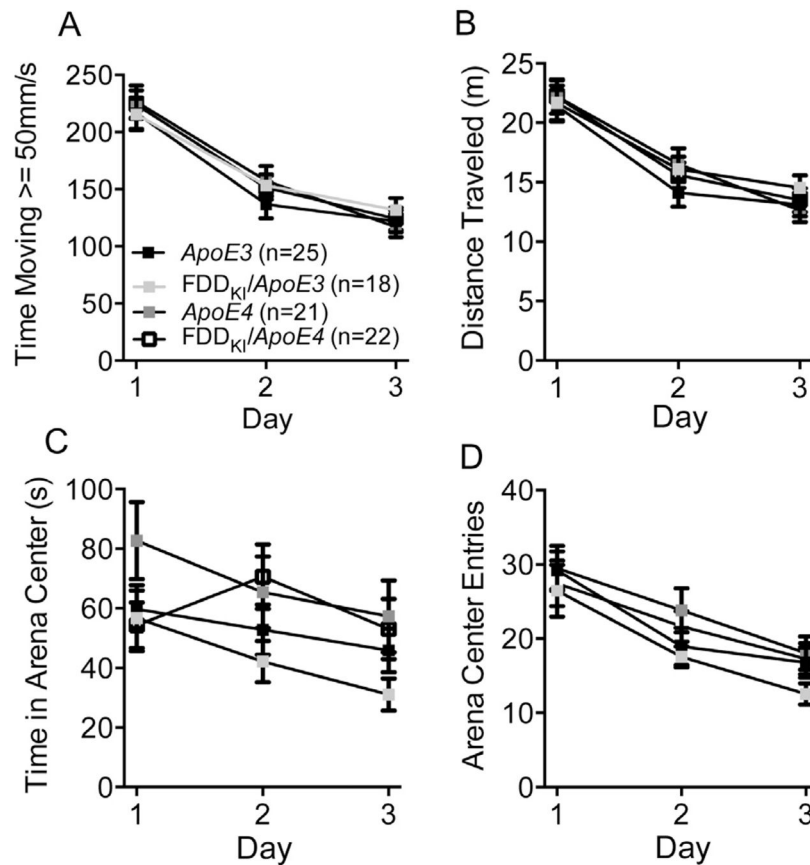 A
Time Moving >= 50mm/s
250
200
150
100
50
0
ApoE3 (n=25)
FDDKI/ApoE3 (n=18)
ApoE4 (n=21)
FDDKI/ApoE4 (n=22)
1 2 3
Day
B
Distance Traveled (m)
25
20
15
10
5
0
1 2 3
Day
C
Time in Arena Center (s)
100
80
60
40
20
0
1 2 3
Day
D
Arena Center Entries
40
30
20
10
0
1 2 3
Day